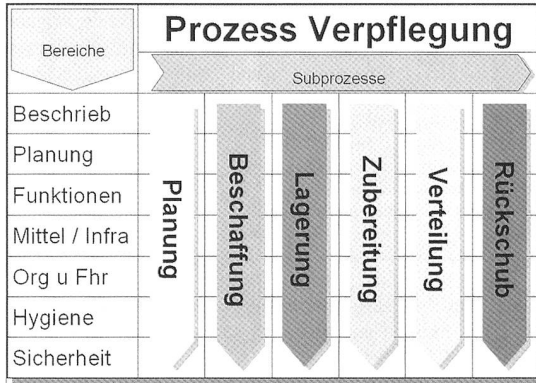 Bereiche
Prozess Verpflegung
Subprozesse
Beschrieb
Planung
Funktionen
Mittel / Infra
Org u Fhr
Hygiene
Sicherheit
Planung
Beschaffung
Lagerung
Zubereitung
Verteilung
Rückschub